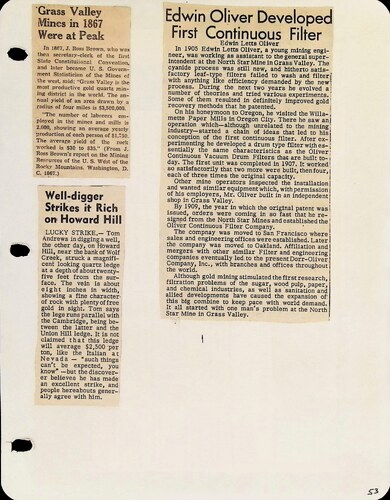 Grass Valley
Mines in 1867
Were at Peak
In 1867, J. Ross Brown, who was
then secretary-clerk of the first
State Constitutional Convention,
and later became U. S. Govern-
ment Statistician of the Mines of
the west, said: "Grass Valley is the
most productive gold quartz min-
ing district in the world. The an-
nual yield of an area drawn by a
radius of four miles is $3,500,000.
"The number of laborers em-
ployed in the mines and mills is
2,000, showing an average yearly
production of each person of $1,750.
The average yield of the rock
worked is $30 to $35." (From J.
Ross Brown's report on the Mining
Resources of the U. S. West of the
Rocky Mountains. Washington, D.
C. 1867.)
Well-digger
Strikes it Rich
on Howard Hill
LUCKY STRIKE.— Tom
Andrews in digging a well,
the other day, on Howard
Hill, near the head of Little
Creek, struck a magnifi-
cent looking quartz ledge
at a depth of about twenty-
five feet from the sur-
face. The vein is about
eight inches in width,
showing a fine character
of rock with plenty of free
gold in sight. Tom says
the legs runs parallel with
the Cambridge, being be-
tween the latter and the
Union Hill ledge. It is not
claimed that this ledge
will average $2,500 per
ton, like the Italian at
Nevada — "such things
can't be expected, you
know" — but the discover-
er believes he has made
an excellent strike, and
people hereabouts gener-
ally agree with him.
Edwin Oliver Developed
First Continuous Filter
Edwin Letts Oliver
In 1905 Edwin Letts Oliver, a young mining engi-
neer, was working as assistant to the general super-
intendent at the North Star Mine in Grass Valley. The
cyanide process was still new, and hitherto satis-
factory leaf-type filters failed to wash and filter
with anything like efficiency demanded by the new
process. During the next two years he evolved a
number of theories and tried various experiments.
Some of them resulted in definitely improved gold
recovery methods that he patented.
On his honeymoon to Oregon, he visited the Willa-
mette Paper Mills in Oregon City. There he saw an
operation which—though unrelated to the mining
industry—started a chain of ideas that led to his
conception of the first continuous filter. After ex-
perimenting he developed a drum type filter with es-
sentially the same characteristics as the Oliver
Continuous Vacuum Drum Filters that are built to-
day. The first unit was completed in 1907. It worked
so satisfactorily that two more were built, then four,
each of three times the original capacity.
Other mine operators inspected the installation
and wanted similar equipment which, with permission
of his employers, Mr. Oliver built in an independent
shop in Grass Valley.
By 1909, the year in which the original patent was
issued, orders were coming in so fast that he re-
signed from the North Star Mines and established the
Oliver Continuous Filter Company.
The company was moved to San Francisco where
sales and engineering offices were established. Later
the company was moved to Oakland. Affiliation and
mergers with other similar Filter and engineering
companies eventually led to the present Dorr-Oliver
Company, Inc., with branches and offices throughout
the world.
Although gold mining stimulated the first research,
filtration problems of the sugar, wood pulp, paper,
and chemical industries, as well as sanitation and
allied developments have caused the expansion of
this big combine to keep pace with world demand.
It all started with one man's problem at the North
Star Mine in Grass Valley.
53